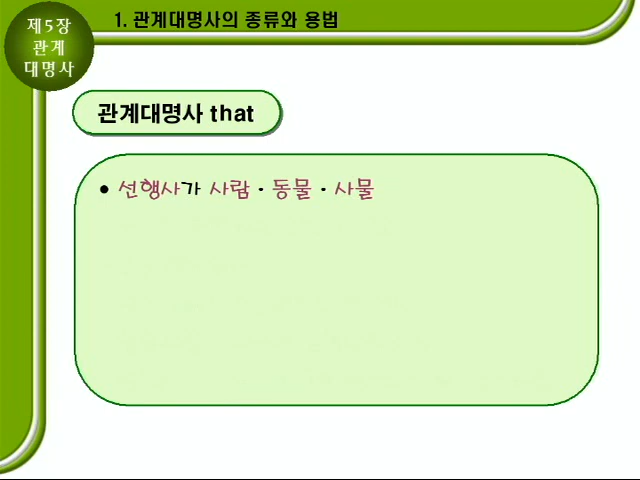 제5장
관계
대명사
1. 관계대명사의 종류와 용법
관계대명사 that
• 선행사가 사람 · 동물 · 사물